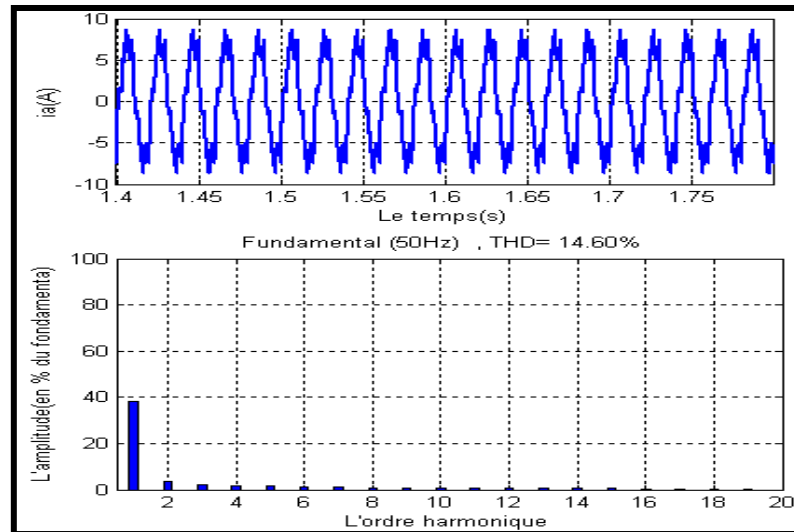 10
5
0
-5
-10
ia(A)
1.4 1.45 1.5 1.55 1.6 1.65 1.7 1.75
Le temps(s)
Fundamental (50Hz) , THD= 14.60%
100
80
60
40
20
0
L'amplitude(en % du fondamenta)
2 4 6 8 10 12 14 16 18 20
L'ordre harmonique